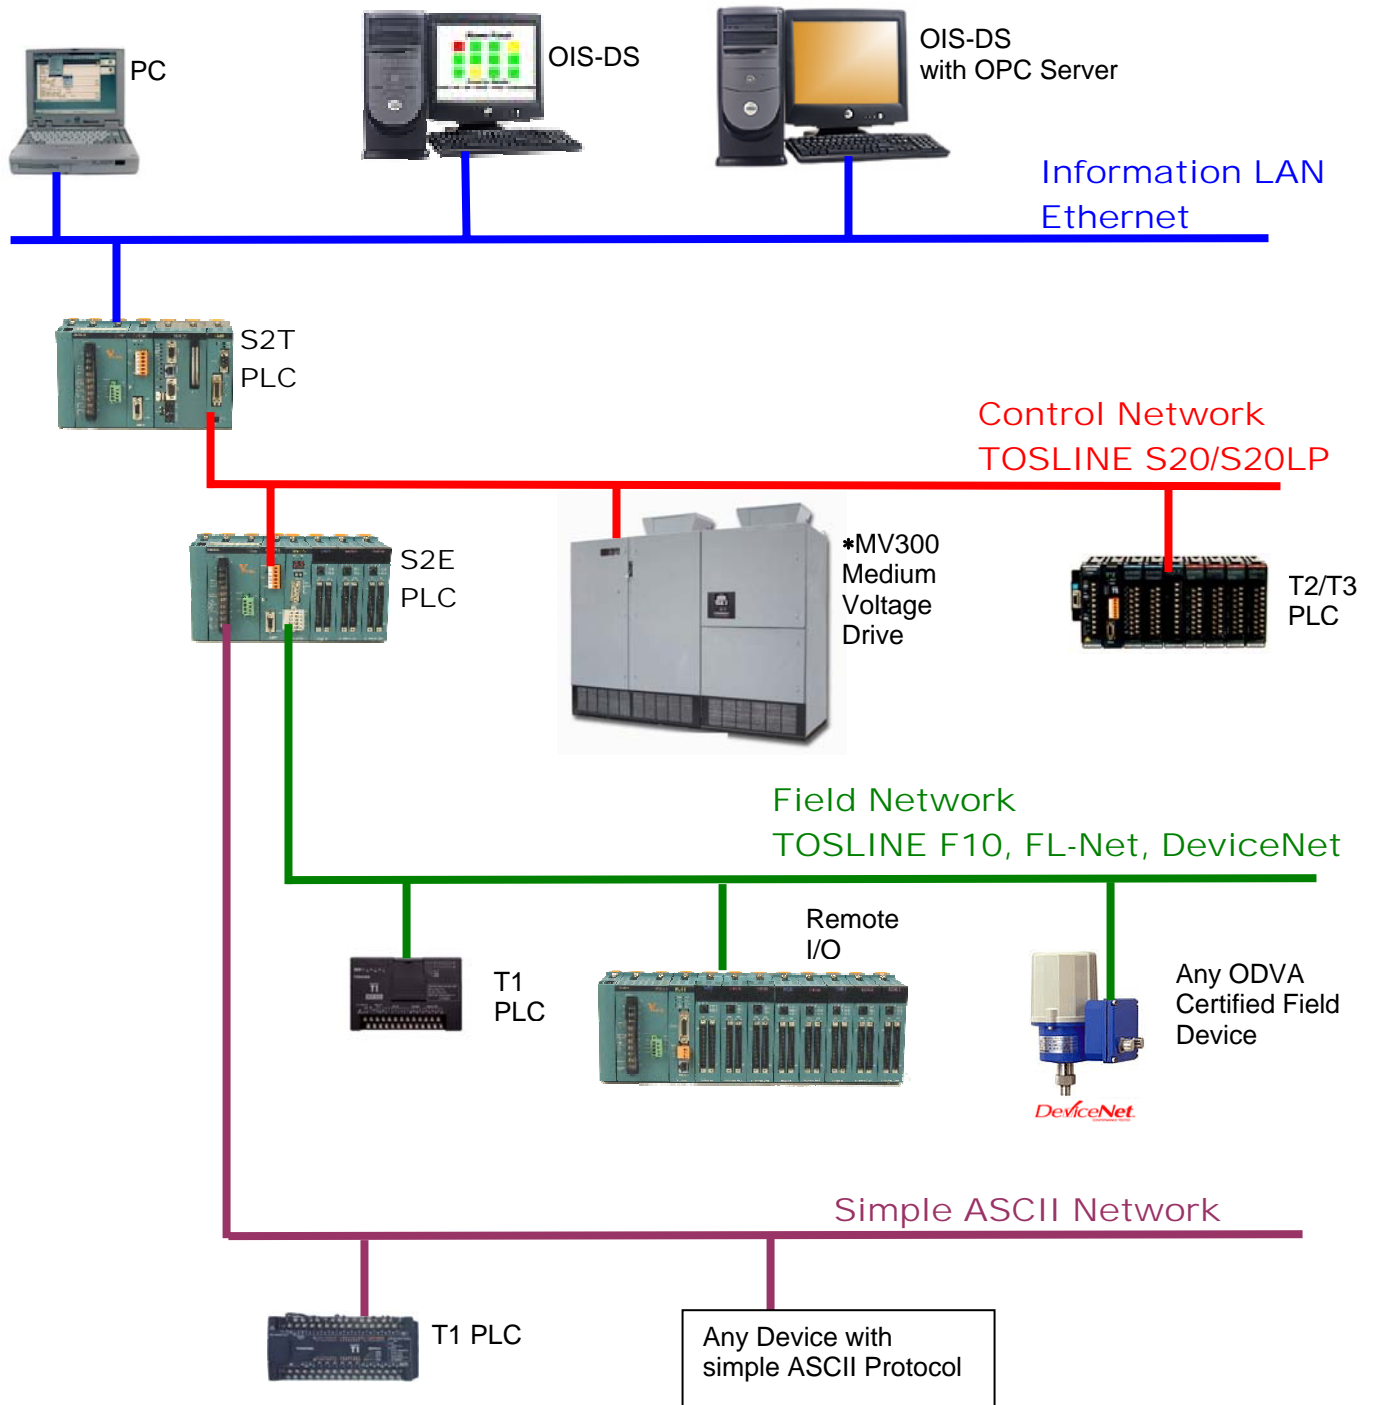 PC
OIS-DS
OIS-DS
with OPC Server
Information LAN
Ethernet
S2T
PLC
Control Network
TOSLINE S20/S20LP
S2E
PLC
*MV300
Medium
Voltage
Drive
T2/T3
PLC
Field Network
TOSLINE F10, FL-Net, DeviceNet
T1
PLC
Remote
I/O
Any ODVA
Certified Field
Device
DeviceNet
Simple ASCII Network
T1 PLC
Any Device with
simple ASCII Protocol